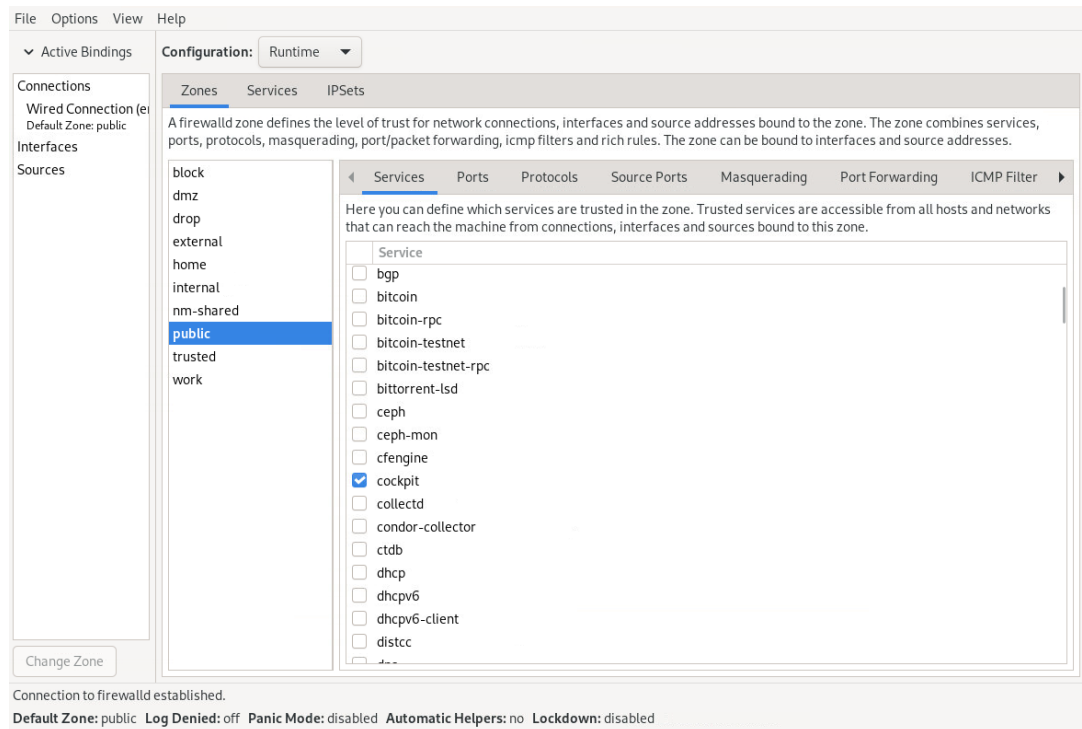 File Options View Help
Active Bindings
Configuration: Runtime
Connections
Wired Connection (e
Default Zone: public
Interfaces
Sources
Zones Services IPSets
A firewalld zone defines the level of trust for network connections, interfaces and source addresses bound to the zone. The zone combines services,
ports, protocols, masquerading, port/packet forwarding, icmp filters and rich rules. The zone can be bound to interfaces and source addresses.
block
dmz
drop
external
home
internal
nm-shared
public
trusted
work
Services Ports Protocols Source Ports Masquerading Port Forwarding ICMP Filter
Here you can define which services are trusted in the zone. Trusted services are accessible from all hosts and networks
that can reach the machine from connections, interfaces and sources bound to this zone.
Service
bgp
bitcoin
bitcoin-rpc
bitcoin-testnet
bitcoin-testnet-rpc
bittorrent-lsd
ceph
ceph-mon
cfengine
cockpit
collectd
condor-collector
ctdb
dhcp
dhcpv6
dhcpv6-client
distcc
Change Zone
Connection to firewalld established.
Default Zone: public Log Denied: off Panic Mode: disabled Automatic Helpers: no Lockdown: disabled